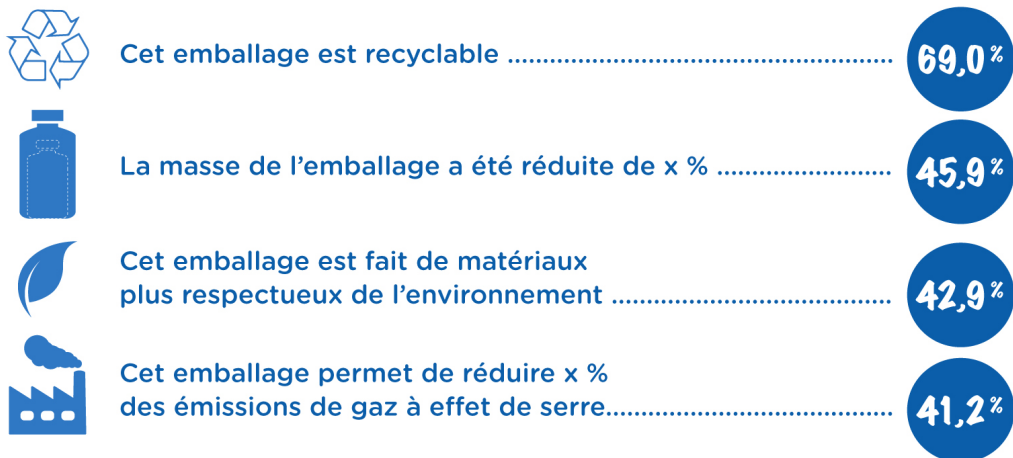 Cet emballage est recyclable ........................................................ 69,0 %
La masse de l’emballage a été réduite de x % ......................... 45,9 %
Cet emballage est fait de matériaux
plus respectueux de l’environnement ........................................ 42,9 %
Cet emballage permet de réduire x %
des émissions de gaz à effet de serre......................................... 41,2 %